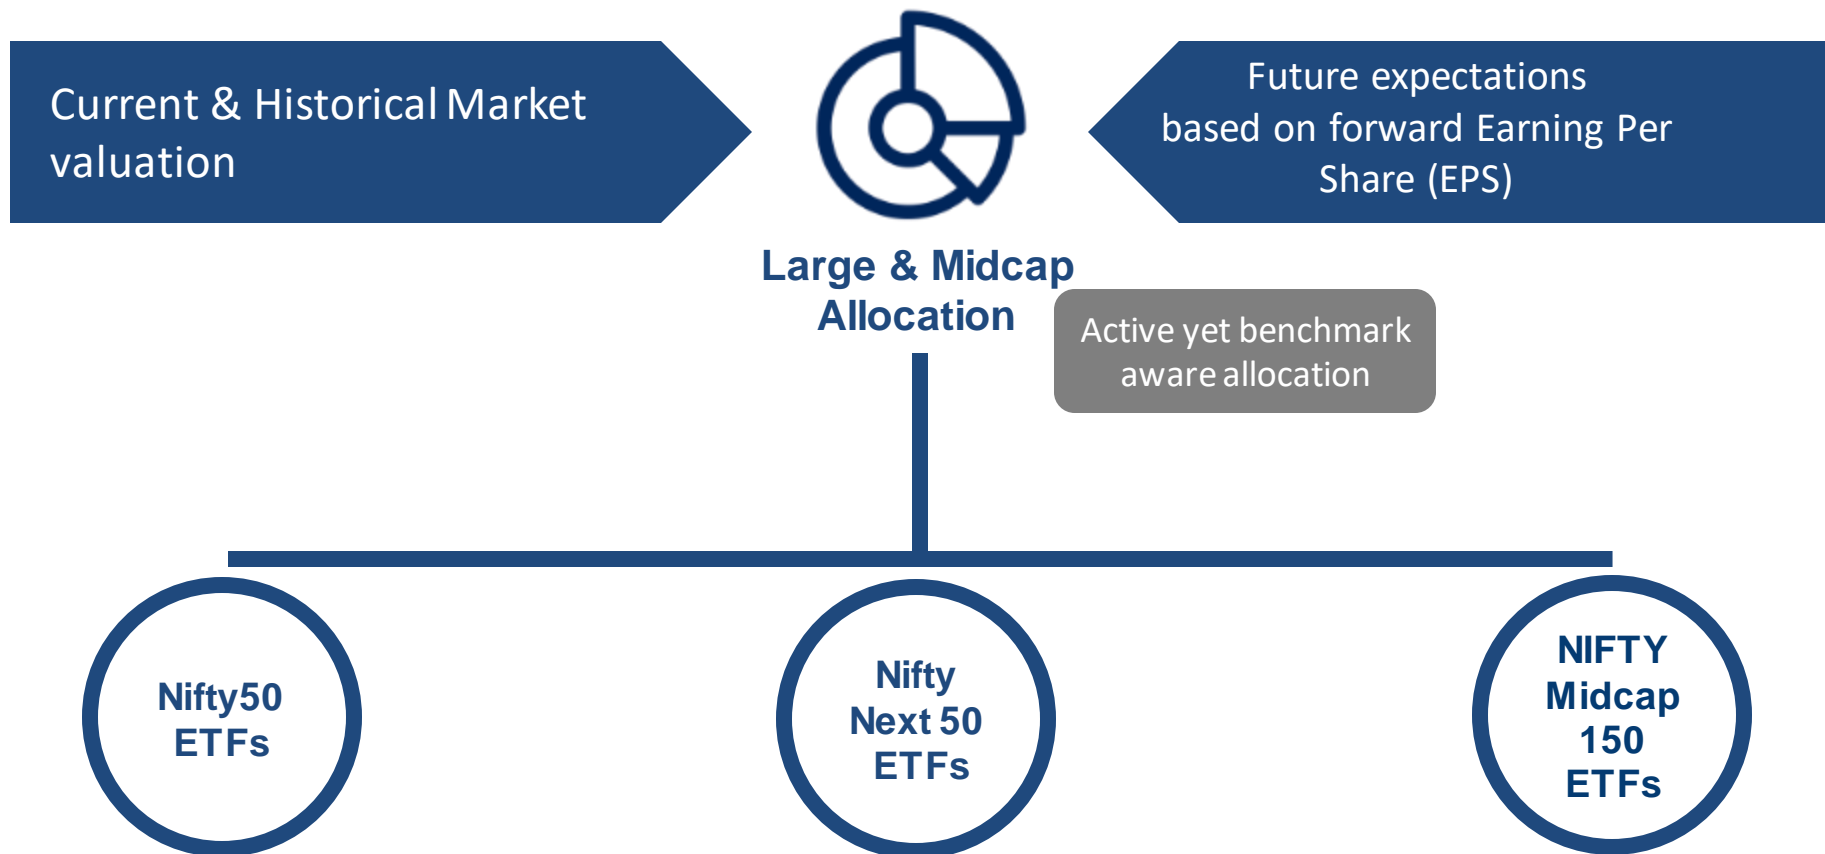 Current & Historical Market
valuation
Future expectations
based on forward Earning Per
Share (EPS)
Large & Midcap
Allocation
Active yet benchmark
aware allocation
Nifty50
ETFs
Nifty
Next 50
ETFs
NIFTY
Midcap
150
ETFs